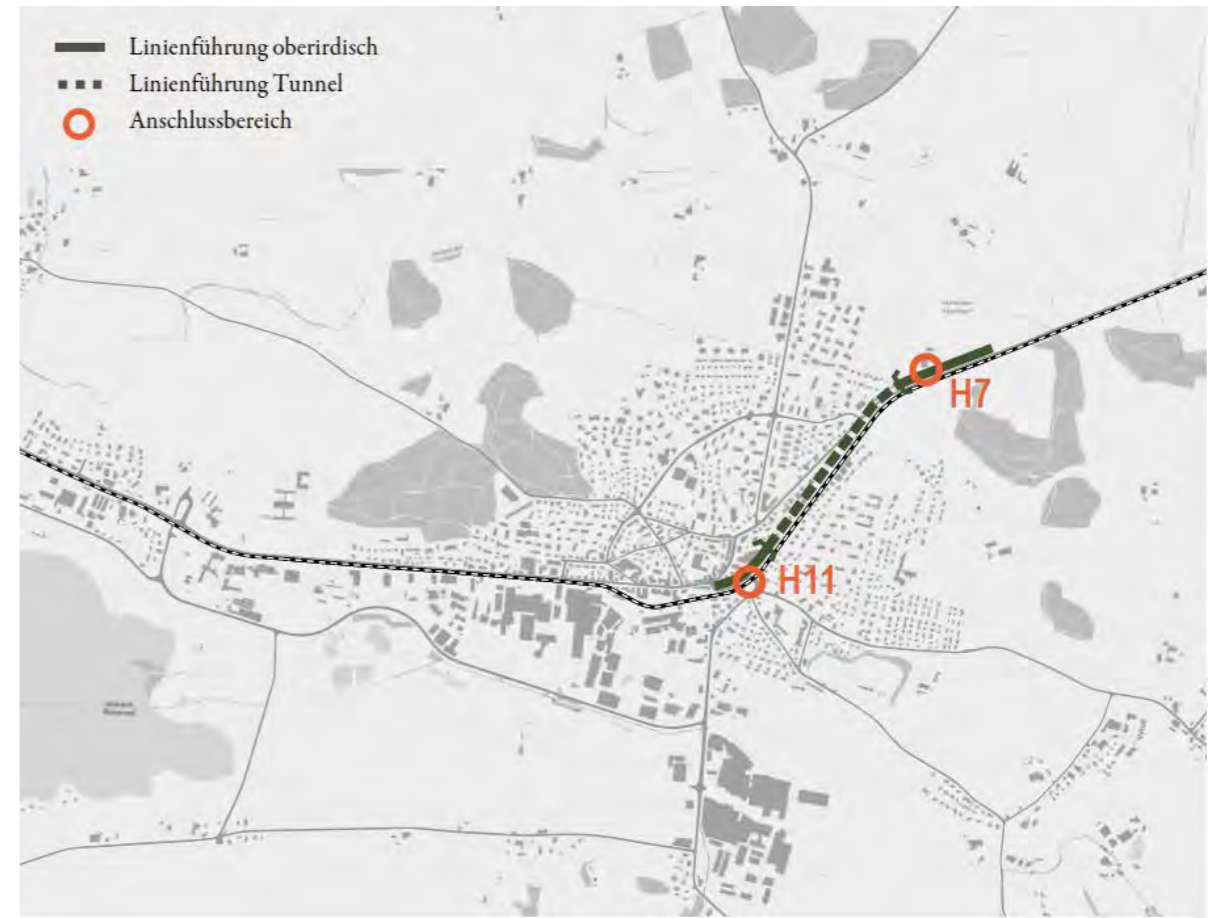 Linienführung oberirdisch
Linienführung Tunnel
Anschlussbereich
H7
H11